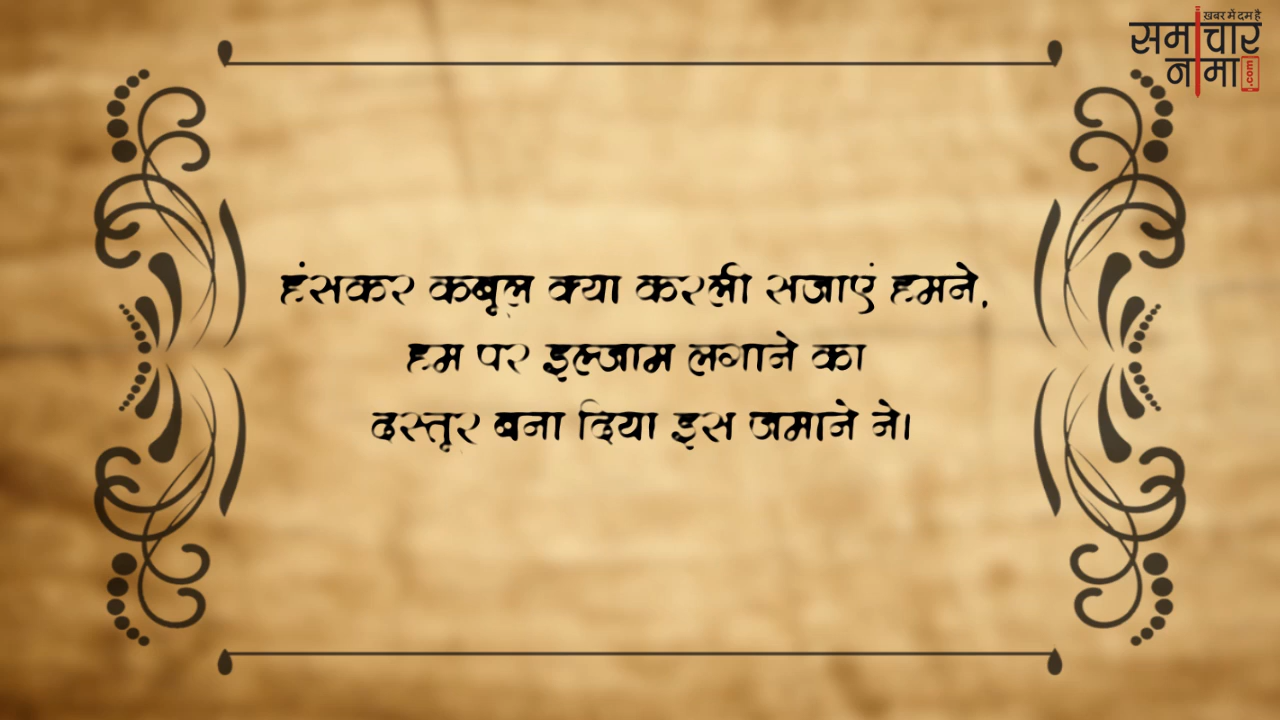 खबर में दम है
समाचार
नामा.com
हंसकर कबूल क्या करली सजाएं हमने,
हम पर इल्जाम लगाने का
दस्तूर बना दिया इस जमाने ने।